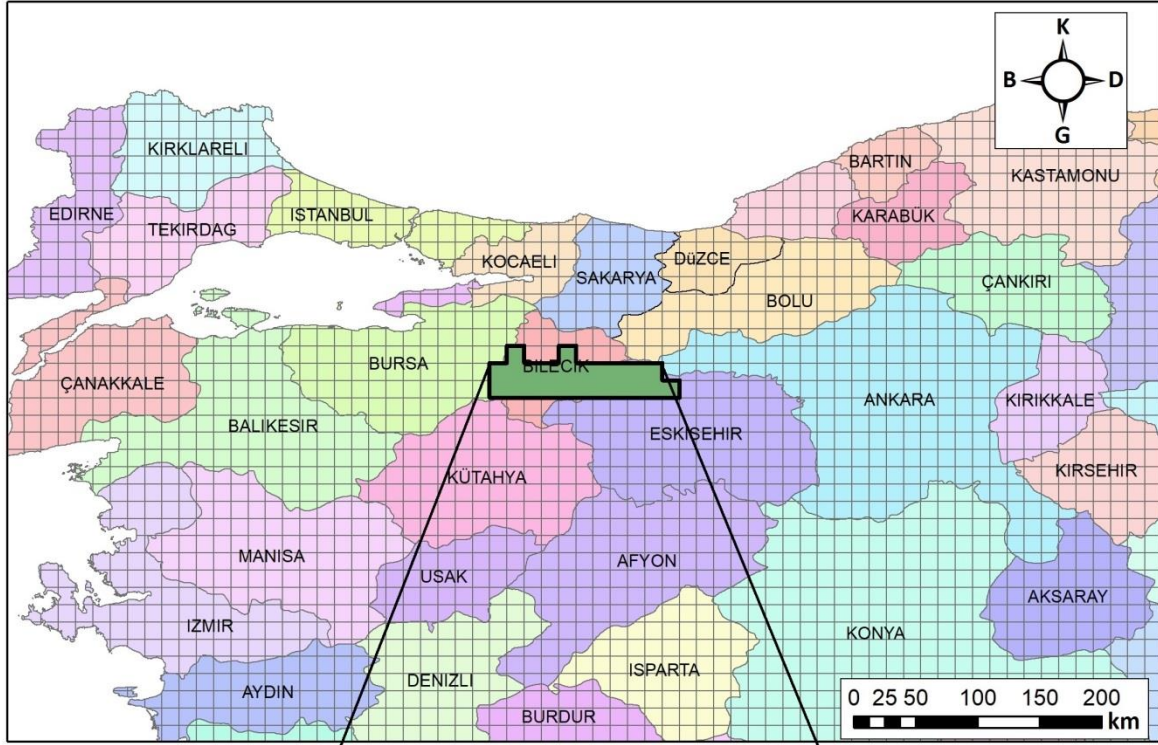 K
B D
G
KIRKLARELI
BARTIN
KASTAMONU
EDIRNE
ISTANBUL
KARABÜK
TEKIRDAG
KOCAELI
DüZCE
SAKARYA
ÇANKIRI
BOLU
BURSA
BILECIK
ÇANAKKALE
ANKARA
KIRIKKALE
BALIKESIR
ESKISEHIR
KIRSEHIR
KÜTAHYA
MANISA
AFYON
USAK
AKSARAY
IZMIR
KONYA
ISPARTA
DENIZLI
AYDIN
BURDUR
0 25 50 100 150 200
km